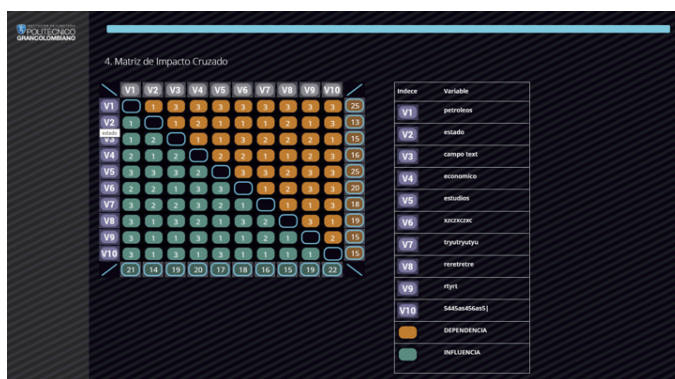 POLITÉCNICO
GRANCOLOMBIANO
4. Matriz de Impacto Cruzado
V1 V2 V3 V4 V5 V6 V7 V8 V9 V10
V1 1 3 3 3 3 3 3 3 3 25
V2 1 1 2 1 1 2 1 3 13
estado
V3 1 2 1 1 3 2 2 3 15
V4 2 1 2 2 2 1 1 2 3 16
V5 3 3 3 2 3 3 3 3 25
V6 2 2 1 3 3 1 2 3 3 20
V7 3 2 2 3 2 1 1 1 3 18
V8 3 1 3 2 3 1 2 3 1 19
V9 3 1 1 3 1 1 2 1 2 15
V10 3 1 3 1 3 1 1 1 1 15
21 14 19 20 17 18 16 15 19 22
Indece Variable
V1 petroleos
V2 estado
V3 campo text
V4 economico
V5 estudios
V6 xzczxczxc
V7 tryutryutyu
V8 reretretre
V9 rtyrt
V10 5445as456as5|
DEPENDENCIA
INFLUENCIA